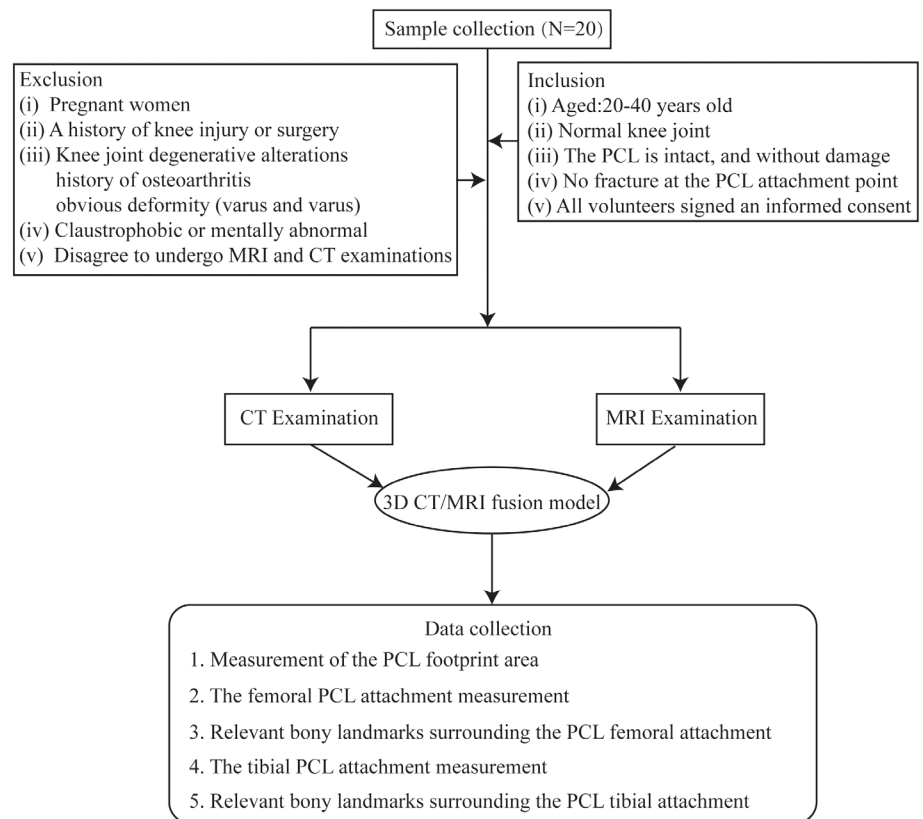 Sample collection (N=20)
Exclusion
(i) Pregnant women
(ii) A history of knee injury or surgery
(iii) Knee joint degenerative alterations
history of osteoarthritis
obvious deformity (varus and varus)
(iv) Claustrophobic or mentally abnormal
(v) Disagree to undergo MRI and CT examinations
Inclusion
(i) Aged:20-40 years old
(ii) Normal knee joint
(iii) The PCL is intact, and without damage
(iv) No fracture at the PCL attachment point
(v) All volunteers signed an informed consent
CT Examination
MRI Examination
3D CT/MRI fusion model
Data collection
1. Measurement of the PCL footprint area
2. The femoral PCL attachment measurement
3. Relevant bony landmarks surrounding the PCL femoral attachment
4. The tibial PCL attachment measurement
5. Relevant bony landmarks surrounding the PCL tibial attachment